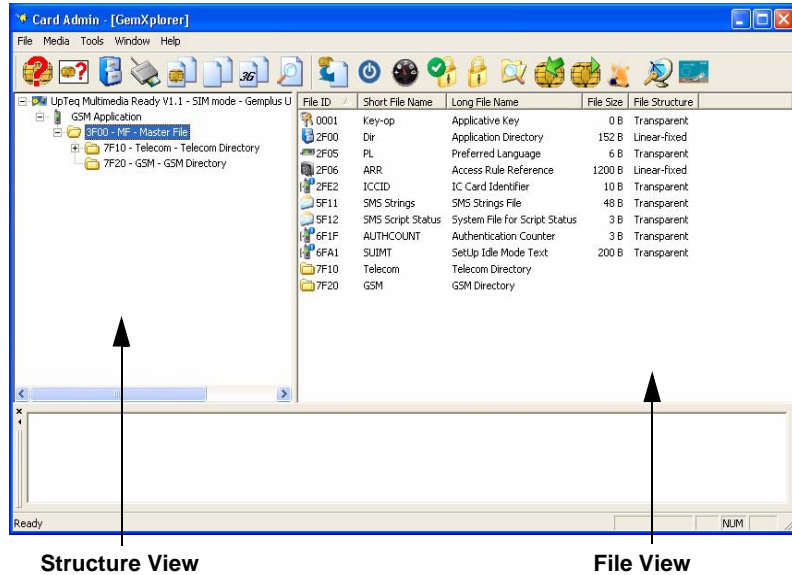 Card Admin - [GemXplorer]
File Media Tools Window Help
3G
UpTeq Multimedia Ready V1.1 - SIM mode - Gemplus U
GSM Application
3F00 - MF - Master File
7F10 - Telecom - Telecom Directory
7F20 - GSM - GSM Directory
File ID Short File Name Long File Name File Size File Structure
0001 Key-op Applicative Key 0 B Transparent
2F00 Dir Application Directory 152 B Linear-fixed
2F05 PL Preferred Language 6 B Transparent
2F06 ARR Access Rule Reference 1200 B Linear-fixed
2FE2 ICCID IC Card Identifier 10 B Transparent
5F11 SMS Strings SMS Strings File 48 B Transparent
5F12 SMS Script Status System File for Script Status 3 B Transparent
6F1F AUTHCOUNT Authentication Counter 3 B Transparent
6FA1 SUIMT SetUp Idle Mode Text 200 B Transparent
7F10 Telecom Telecom Directory
7F20 GSM GSM Directory
Ready NUM
Structure View File View